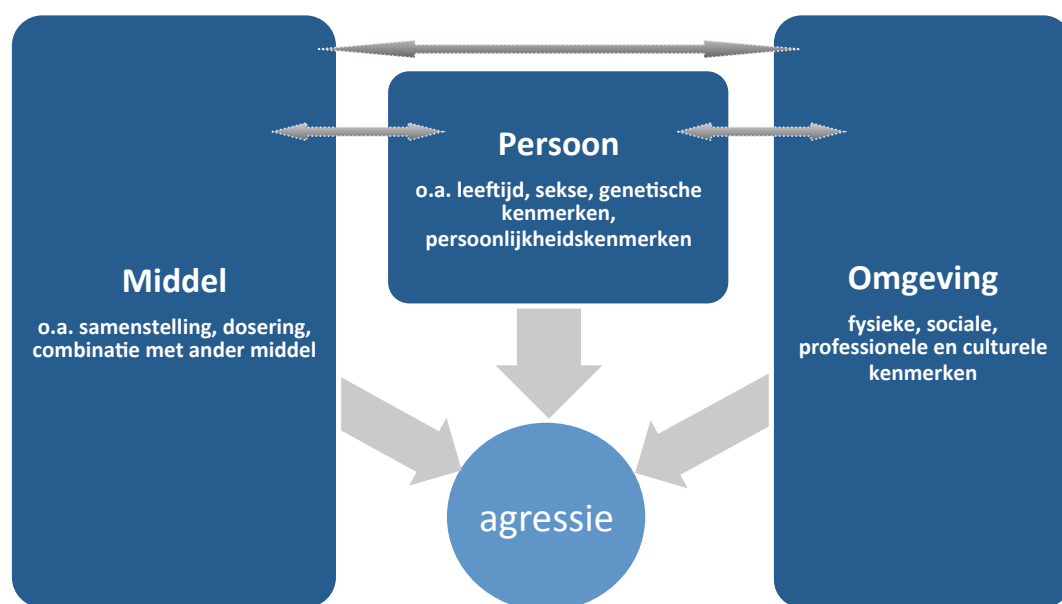 Persoon
o.a. leeftijd, sekse, genetische
kenmerken,
persoonlijkheidskenmerken
Middel
o.a. samenstelling, dosering,
combinatie met ander middel
Omgeving
fysieke, sociale,
professionele en culturele
kenmerken
agressie